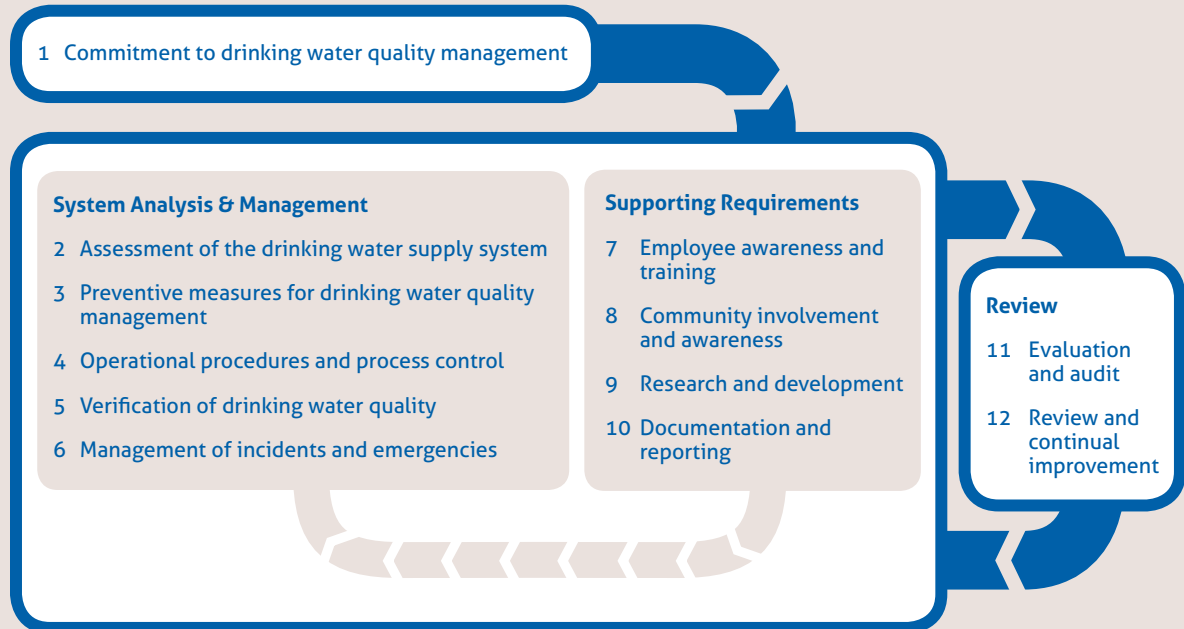 1 Commitment to drinking water quality management
System Analysis & Management
2 Assessment of the drinking water supply system
3 Preventive measures for drinking water quality
management
4 Operational procedures and process control
5 Verification of drinking water quality
6 Management of incidents and emergencies
Supporting Requirements
7 Employee awareness and
training
8 Community involvement
and awareness
9 Research and development
10 Documentation and
reporting
Review
11 Evaluation
and audit
12 Review and
continual
improvement